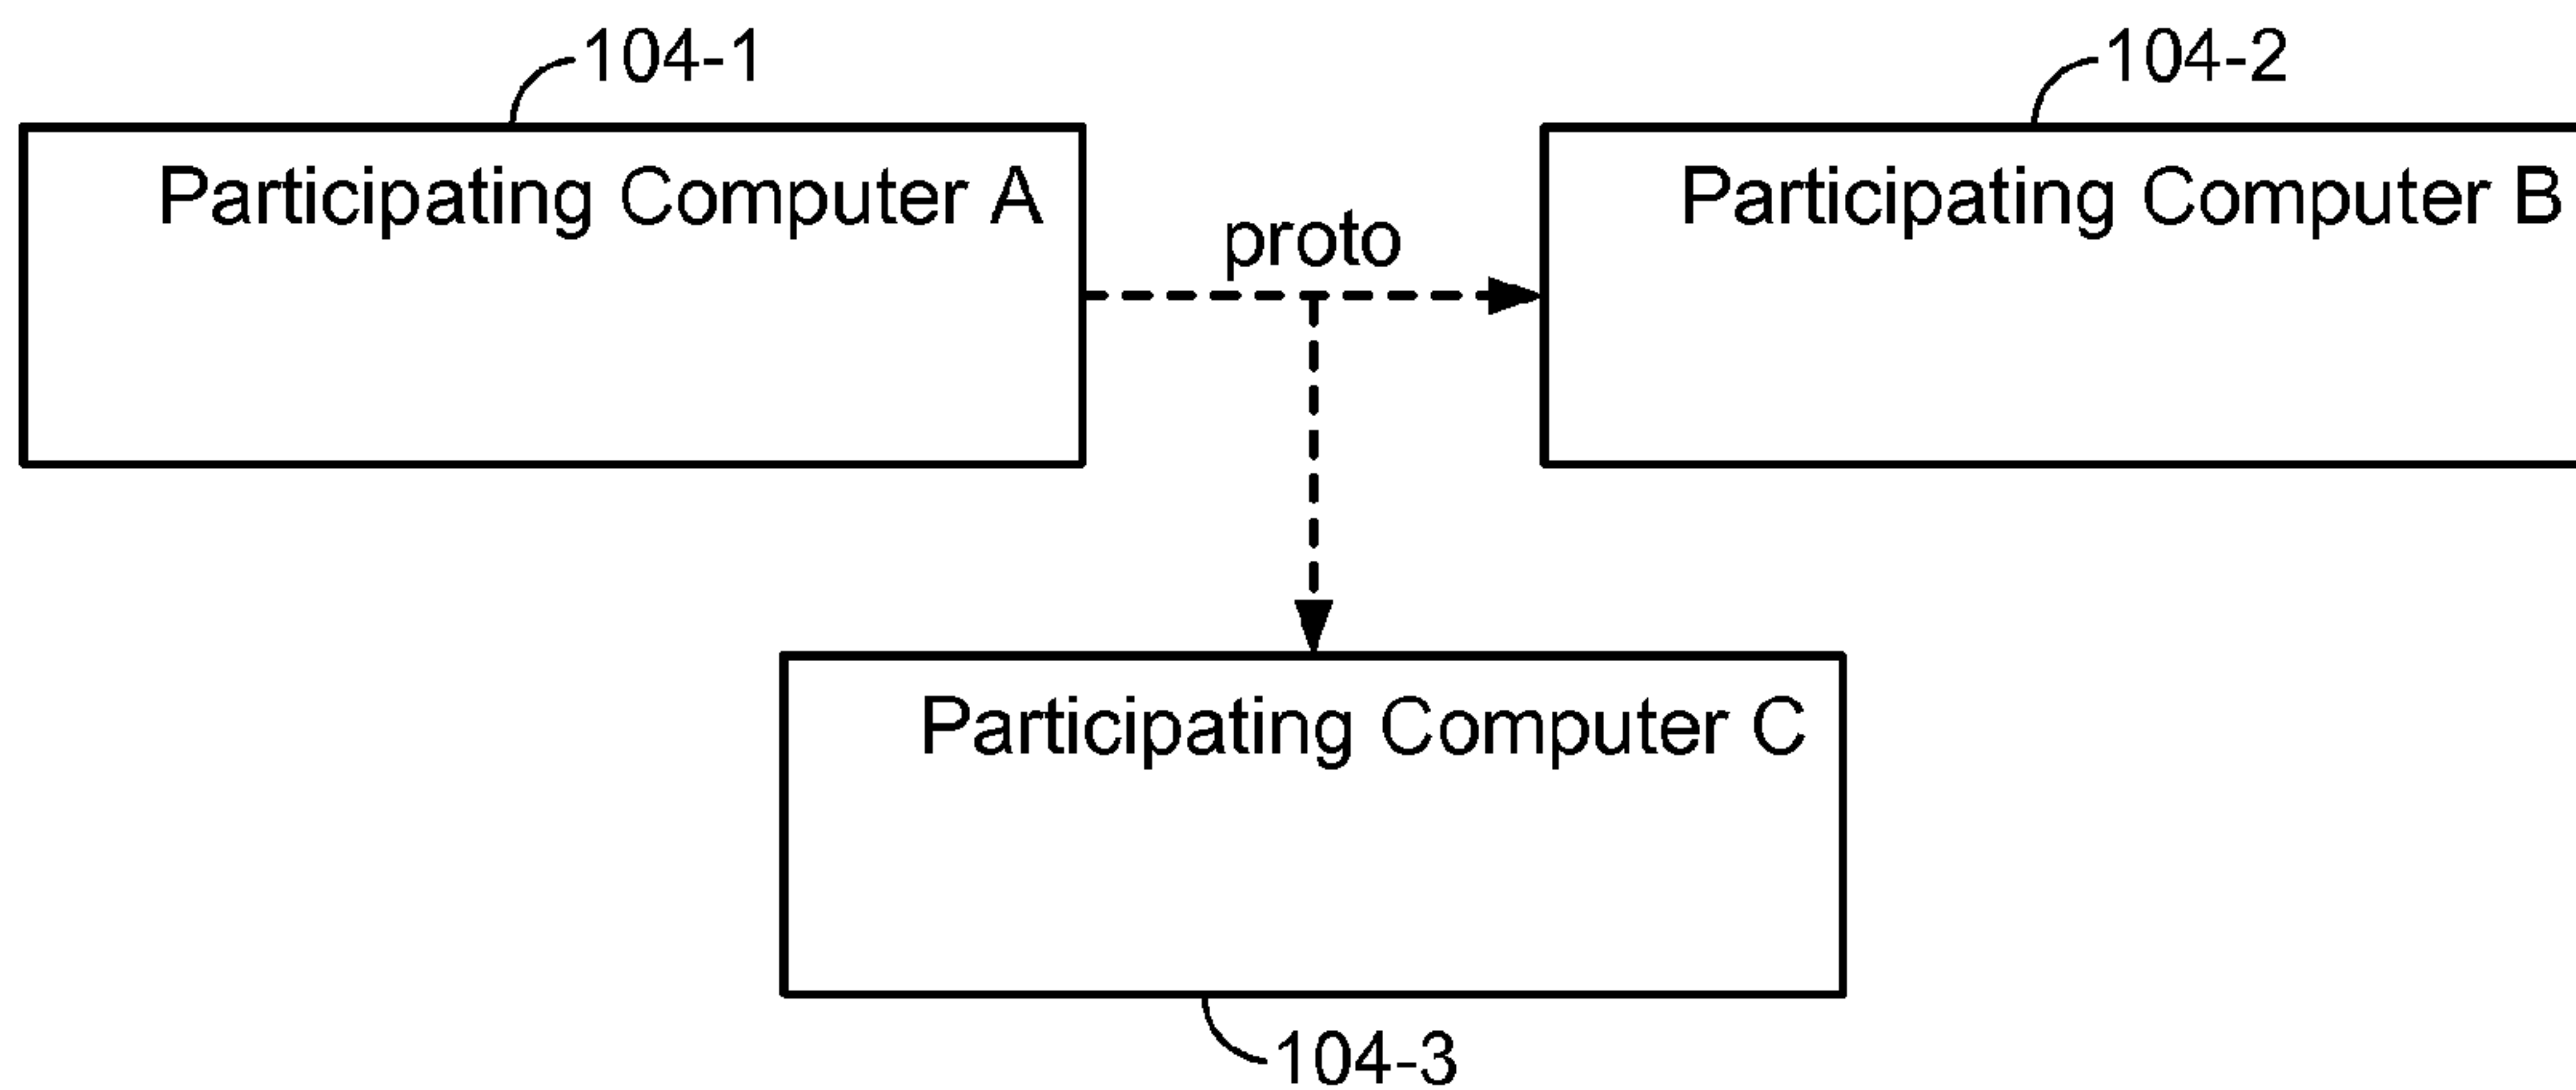 104-1
104-2
Participating Computer A
Participating Computer B
proto
Participating Computer C
104-3